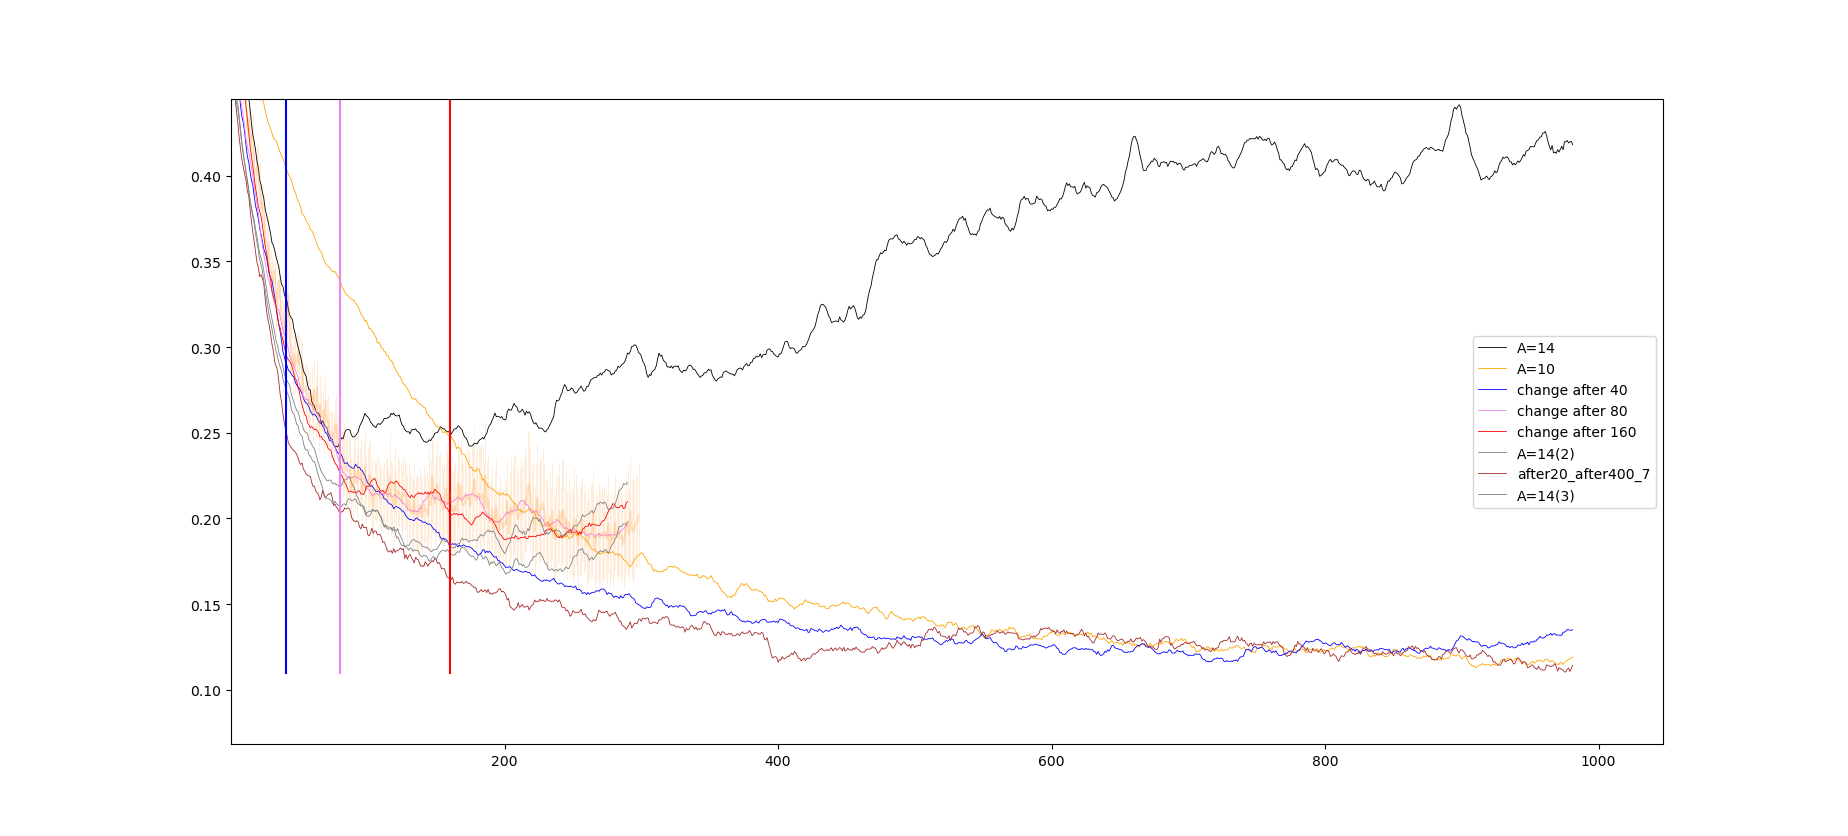 0.40
0.35
0.30
0.25
0.20
0.15
0.10
200
400
600
800
1000
A=14
A=10
change after 40
change after 80
change after 160
A=14(2)
after20_after400_7
A=14(3)